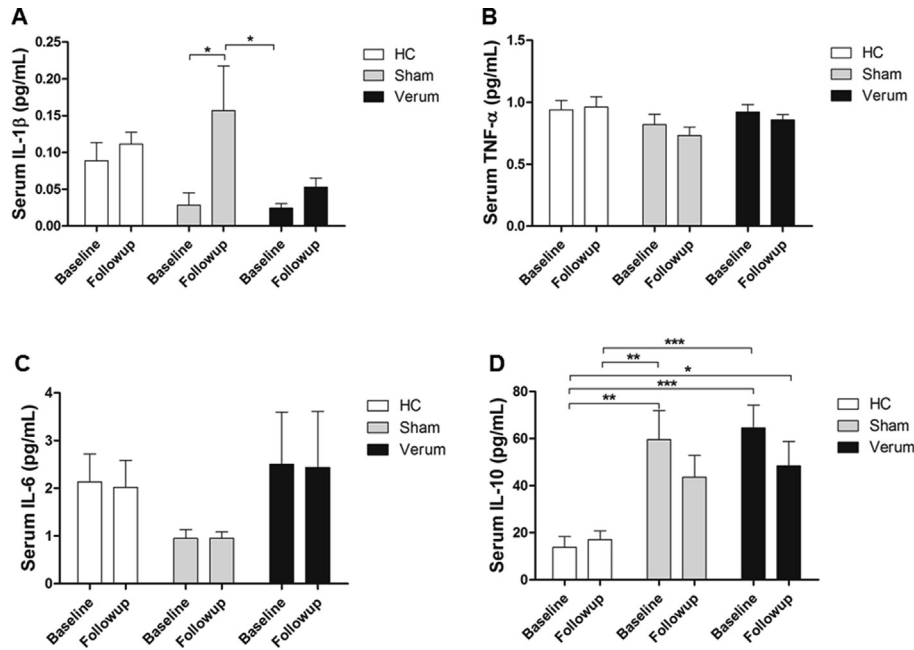 A
Serum IL-1β (pg/mL)
0.25
0.20
0.15
0.10
0.05
0.00
*
*
HC
Sham
Verum
Baseline
Followup
Baseline
Followup
Baseline
Followup
B
Serum TNF-α (pg/mL)
1.5
1.0
0.5
0.0
HC
Sham
Verum
Baseline
Followup
Baseline
Followup
Baseline
Followup
C
Serum IL-6 (pg/mL)
4
3
2
1
0
HC
Sham
Verum
Baseline
Followup
Baseline
Followup
Baseline
Followup
D
Serum IL-10 (pg/mL)
80
60
40
20
0
***
**
*
***
**
HC
Sham
Verum
Baseline
Followup
Baseline
Followup
Baseline
Followup